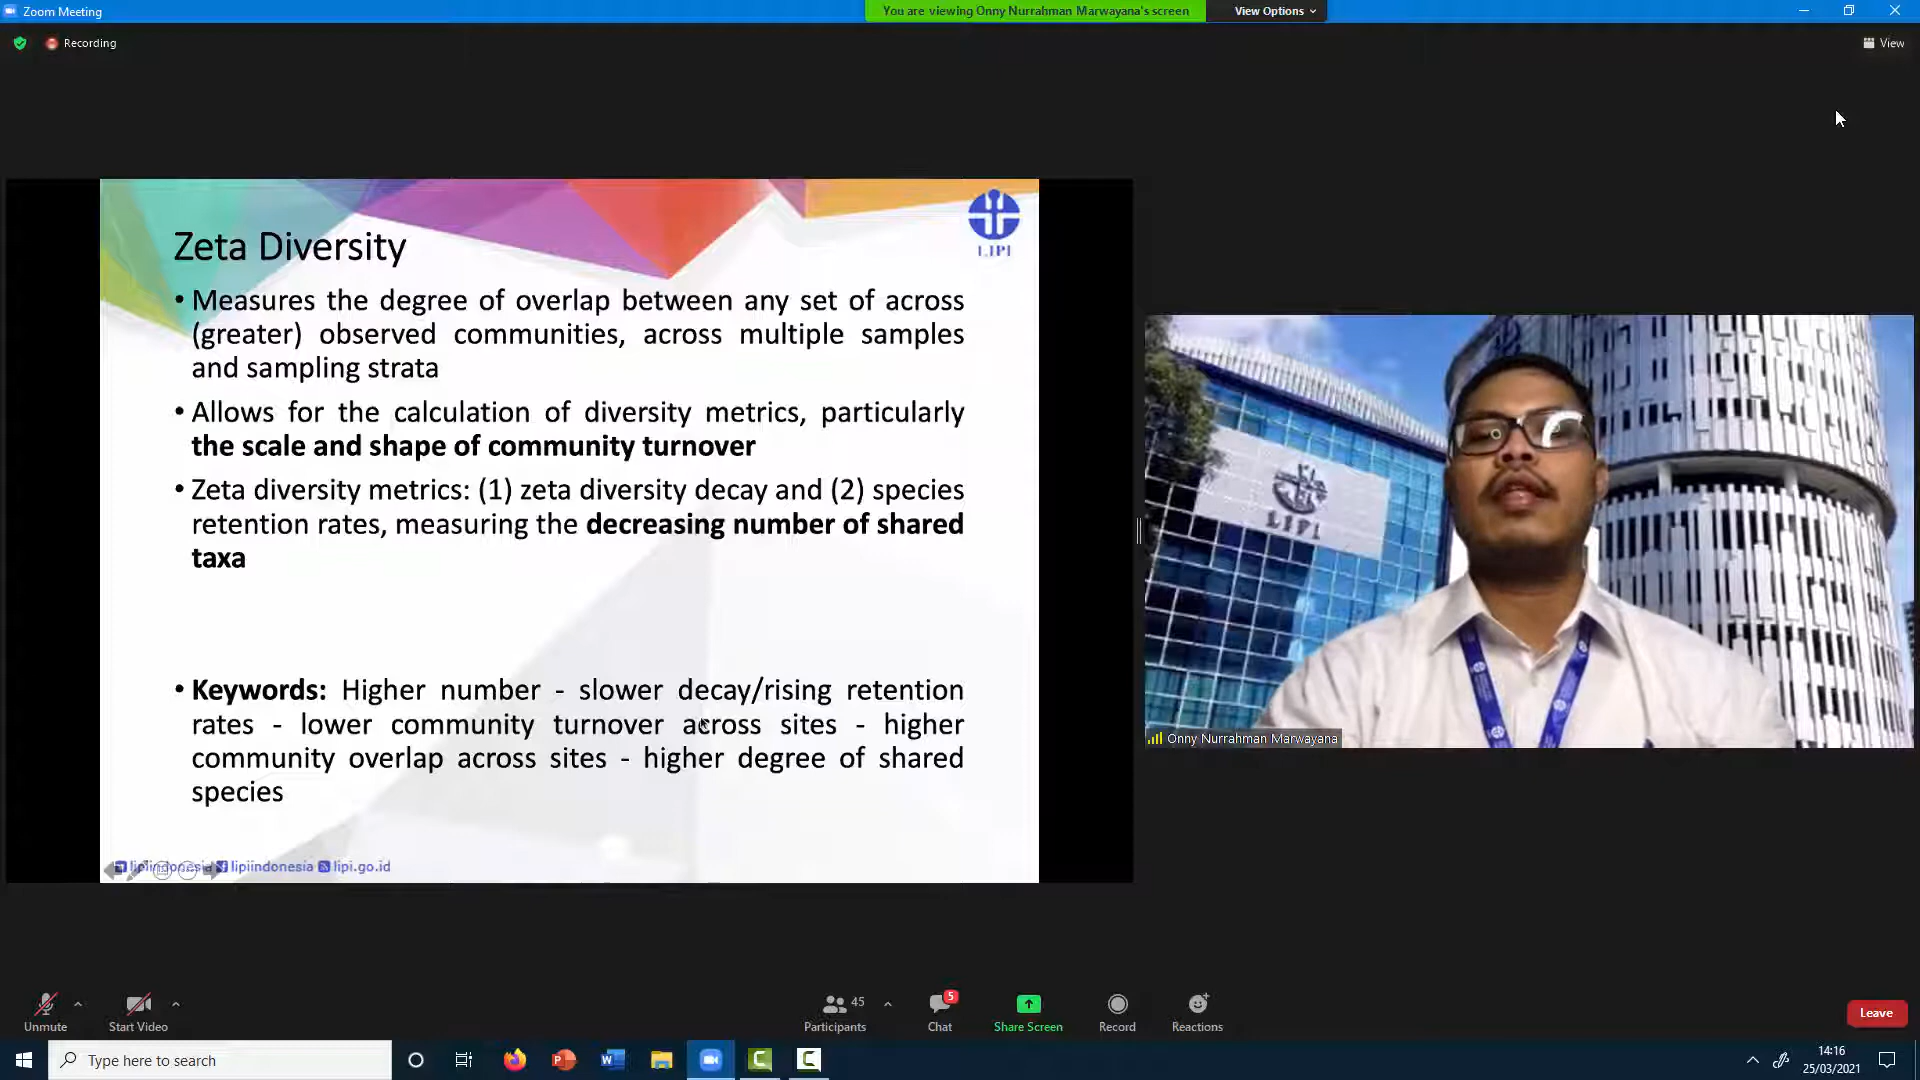 Zoom Meeting
You are viewing Onny Nurrahman Marwayana's screen
View Options
Recording
View
LIPI
Zeta Diversity
• Measures the degree of overlap between any set of across
(greater) observed communities, across multiple samples
and sampling strata
• Allows for the calculation of diversity metrics, particularly
the scale and shape of community turnover
• Zeta diversity metrics: (1) zeta diversity decay and (2) species
retention rates, measuring the decreasing number of shared
taxa
• Keywords: Higher number - slower decay/rising retention
rates - lower community turnover across sites - higher
community overlap across sites - higher degree of shared
species
lipiindonesia lipiindonesia lipi.go.id
LIPI
Onny Nurrahman Marwayana
Unmute
Start Video
45
Participants
5
Chat
Share Screen
Record
Reactions
Leave
Type here to search
14:16
25/03/2021